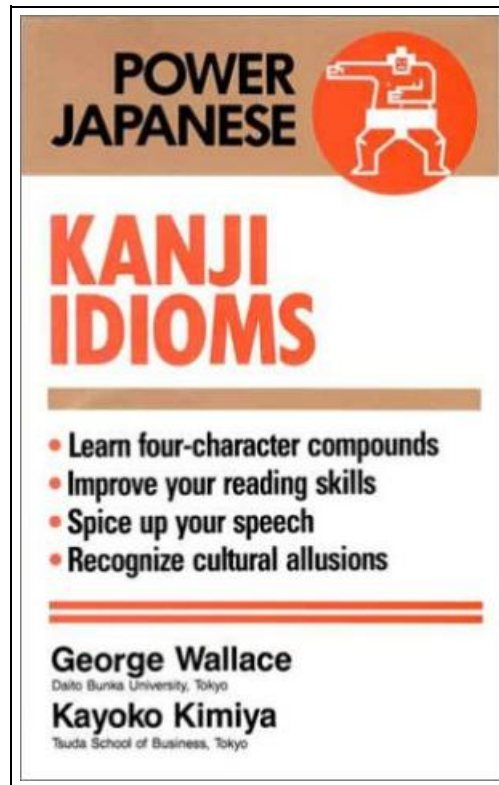 POWER
JAPANESE
KANJI
IDIOMS
• Learn four-character compounds
• Improve your reading skills
• Spice up your speech
• Recognize cultural allusions
George Wallace
Daito Bunka University, Tokyo
Kayoko Kimiya
Tsuda School of Business, Tokyo